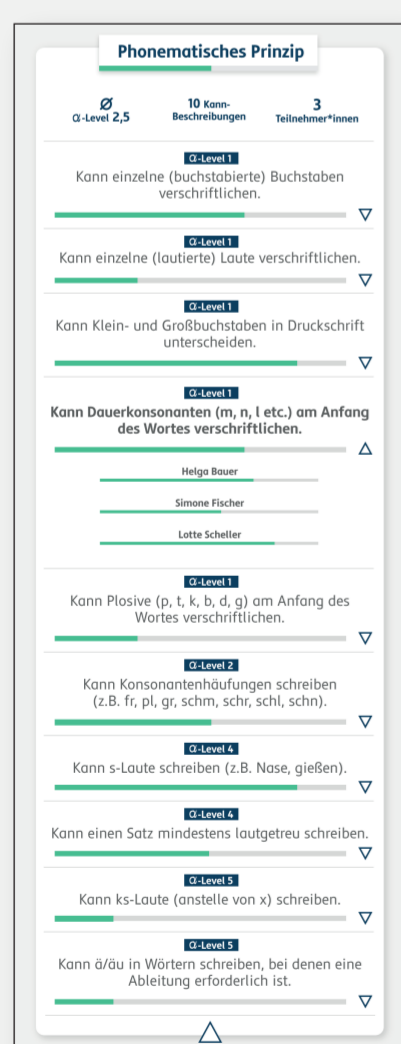 Phonematisches Prinzip
Ø
α-Level 2,5
10 Kann-
Beschreibungen
3
Teilnehmer*innen
α-Level 1
Kann einzelne (buchstabierte) Buchstaben
verschriftlichen.
α-Level 1
Kann einzelne (lautierte) Laute verschriftlichen.
α-Level 1
Kann Klein- und Großbuchstaben in Druckschrift
unterscheiden.
α-Level 1
Kann Dauerkonsonanten (m, n, l etc.) am Anfang
des Wortes verschriftlichen.
Helga Bauer
Simone Fischer
Lotte Scheller
α-Level 1
Kann Plosive (p, t, k, b, d, g) am Anfang des
Wortes verschriftlichen.
α-Level 2
Kann Konsonantenhäufungen schreiben
(z.B. fr, pl, gr, schm, schr, schl, schn).
α-Level 4
Kann s-Laute schreiben (z.B. Nase, gießen).
α-Level 4
Kann einen Satz mindestens lautgetreu schreiben.
α-Level 5
Kann ks-Laute (anstelle von x) schreiben.
α-Level 5
Kann ä/äu in Wörtern schreiben, bei denen eine
Ableitung erforderlich ist.